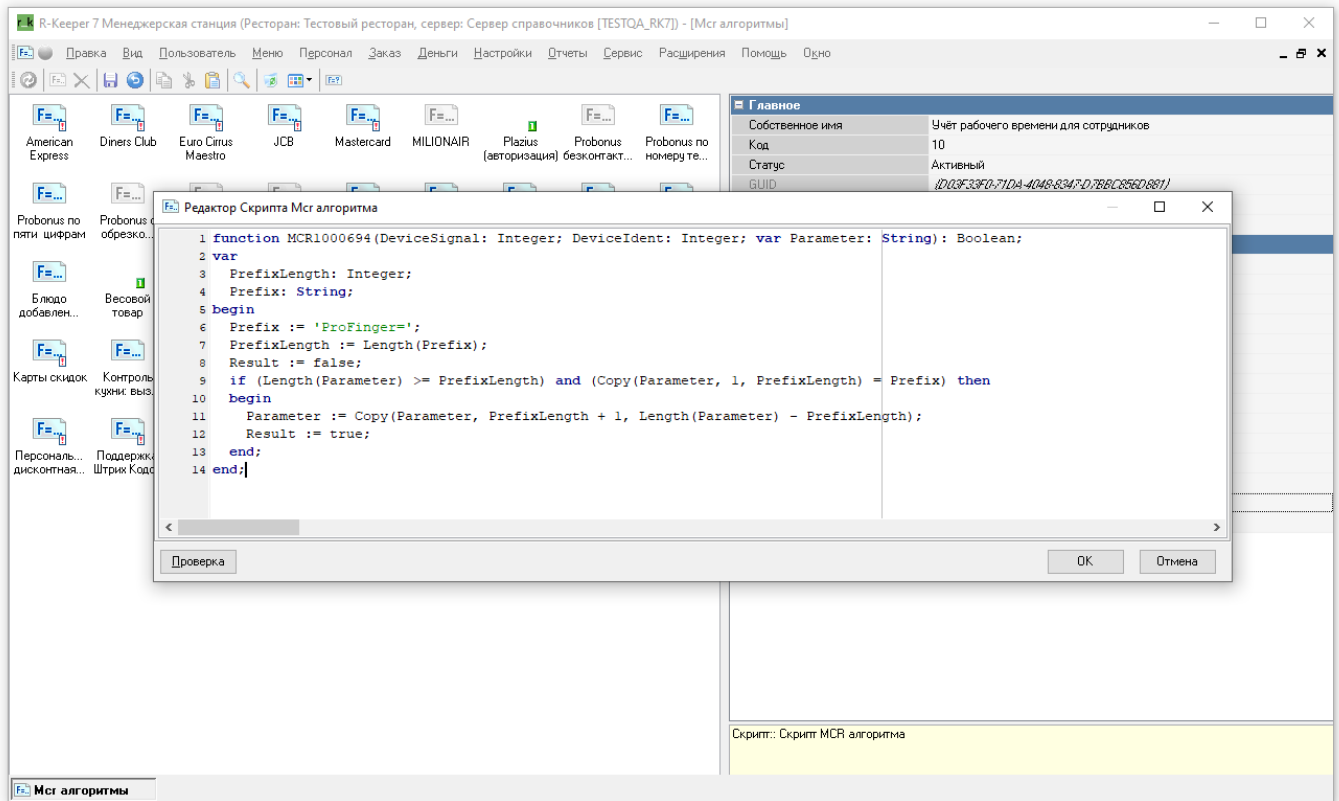 R-Keeper 7 Менеджерская станция (Ресторан: Тестовый ресторан, сервер: Сервер справочников [TESTQA_RK7]) - [Mcr алгоритмы]
Правка Вид Пользователь Меню Персонал Заказ Деньги Настройки Отчеты Сервис Расширения Помощь Окно
American Express
Diners Club
Euro Cirrus Maestro
JCB
Mastercard
MILIONAIR
Plazius (авторизация)
Probonus безконтакт...
Probonus по номеру те...
Probonus по пяти цифрам
Probonus
обрезко...
Блюдо добавлен...
Весовой товар
Карты скидок
Контроль
кухни: выз.
Персональ... дисконтная...
Поддержка
Штрих Кодо
Главное
Собственное имя Учёт рабочего времени для сотрудников
Код 10
Статус Активный
GUID {D03F33F0-71DA-4048-8347-D7BBC856D881}
Редактор Скрипта Mcr алгоритма
1 function MCR1000694(DeviceSignal: Integer; DeviceIdent: Integer; var Parameter: String): Boolean;
2 var
3 PrefixLength: Integer;
4 Prefix: String;
5 begin
6 Prefix := 'ProFinger=';
7 PrefixLength := Length(Prefix);
8 Result := false;
9 if (Length(Parameter) >= PrefixLength) and (Copy(Parameter, 1, PrefixLength) = Prefix) then
10 begin
11 Parameter := Copy(Parameter, PrefixLength + 1, Length(Parameter) - PrefixLength);
12 Result := true;
13 end;
14 end;
Проверка
OK
Отмена
Скрипт:: Скрипт MCR алгоритма
Mcr алгоритмы